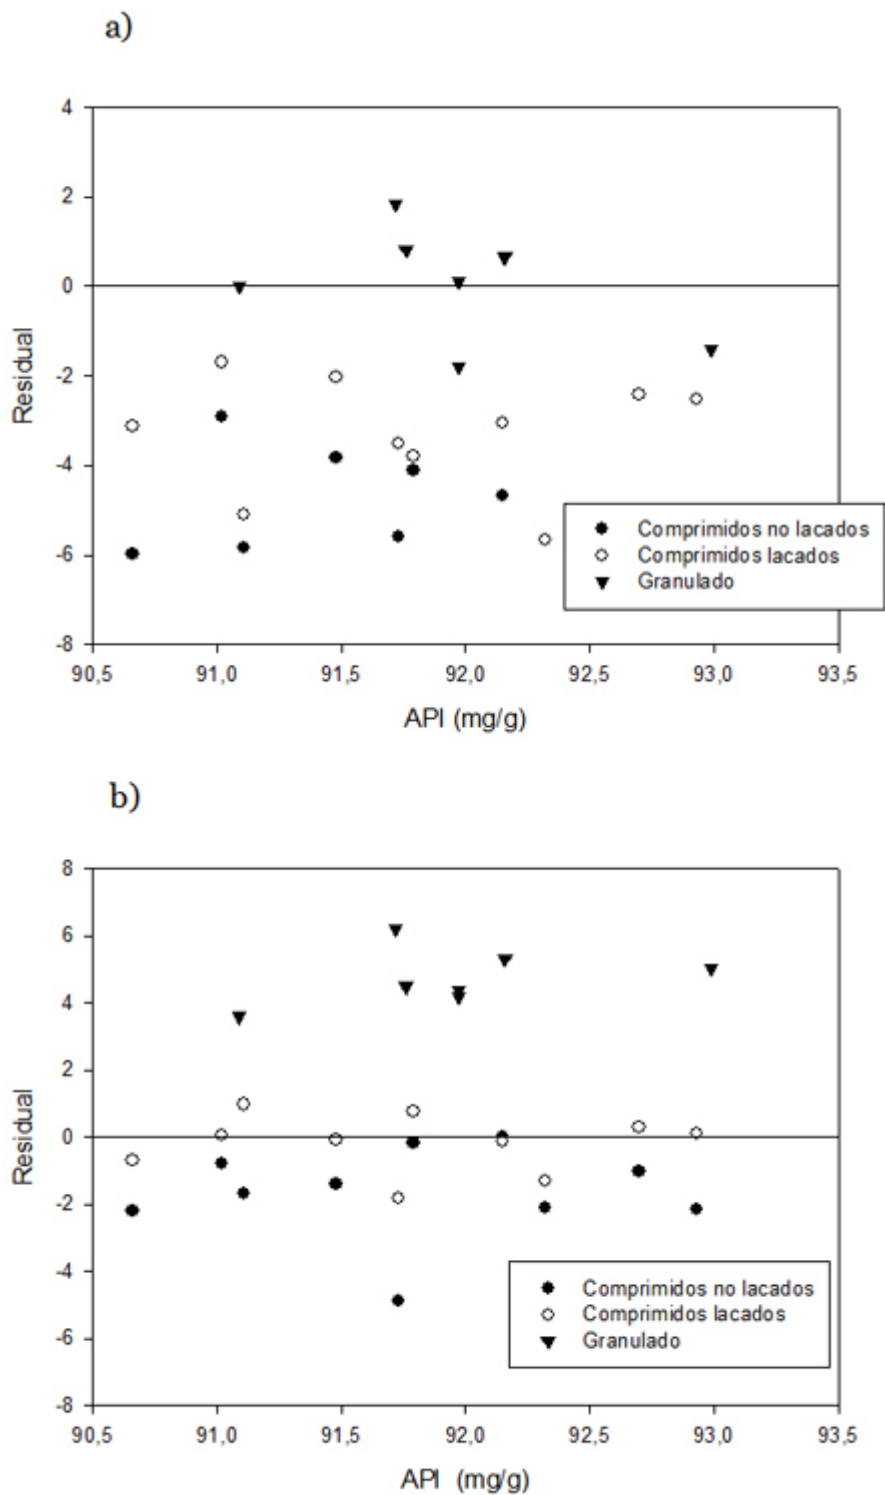 a)
4
2
0
-2
-4
-6
-8
Residual
Comprimidos no lacados
Comprimidos lacados
Granulado
90,5 91,0 91,5 92,0 92,5 93,0 93,5
API (mg/g)
b)
8
6
4
2
0
-2
-4
-6
-8
Residual
Comprimidos no lacados
Comprimidos lacados
Granulado
90,5 91,0 91,5 92,0 92,5 93,0 93,5
API (mg/g)